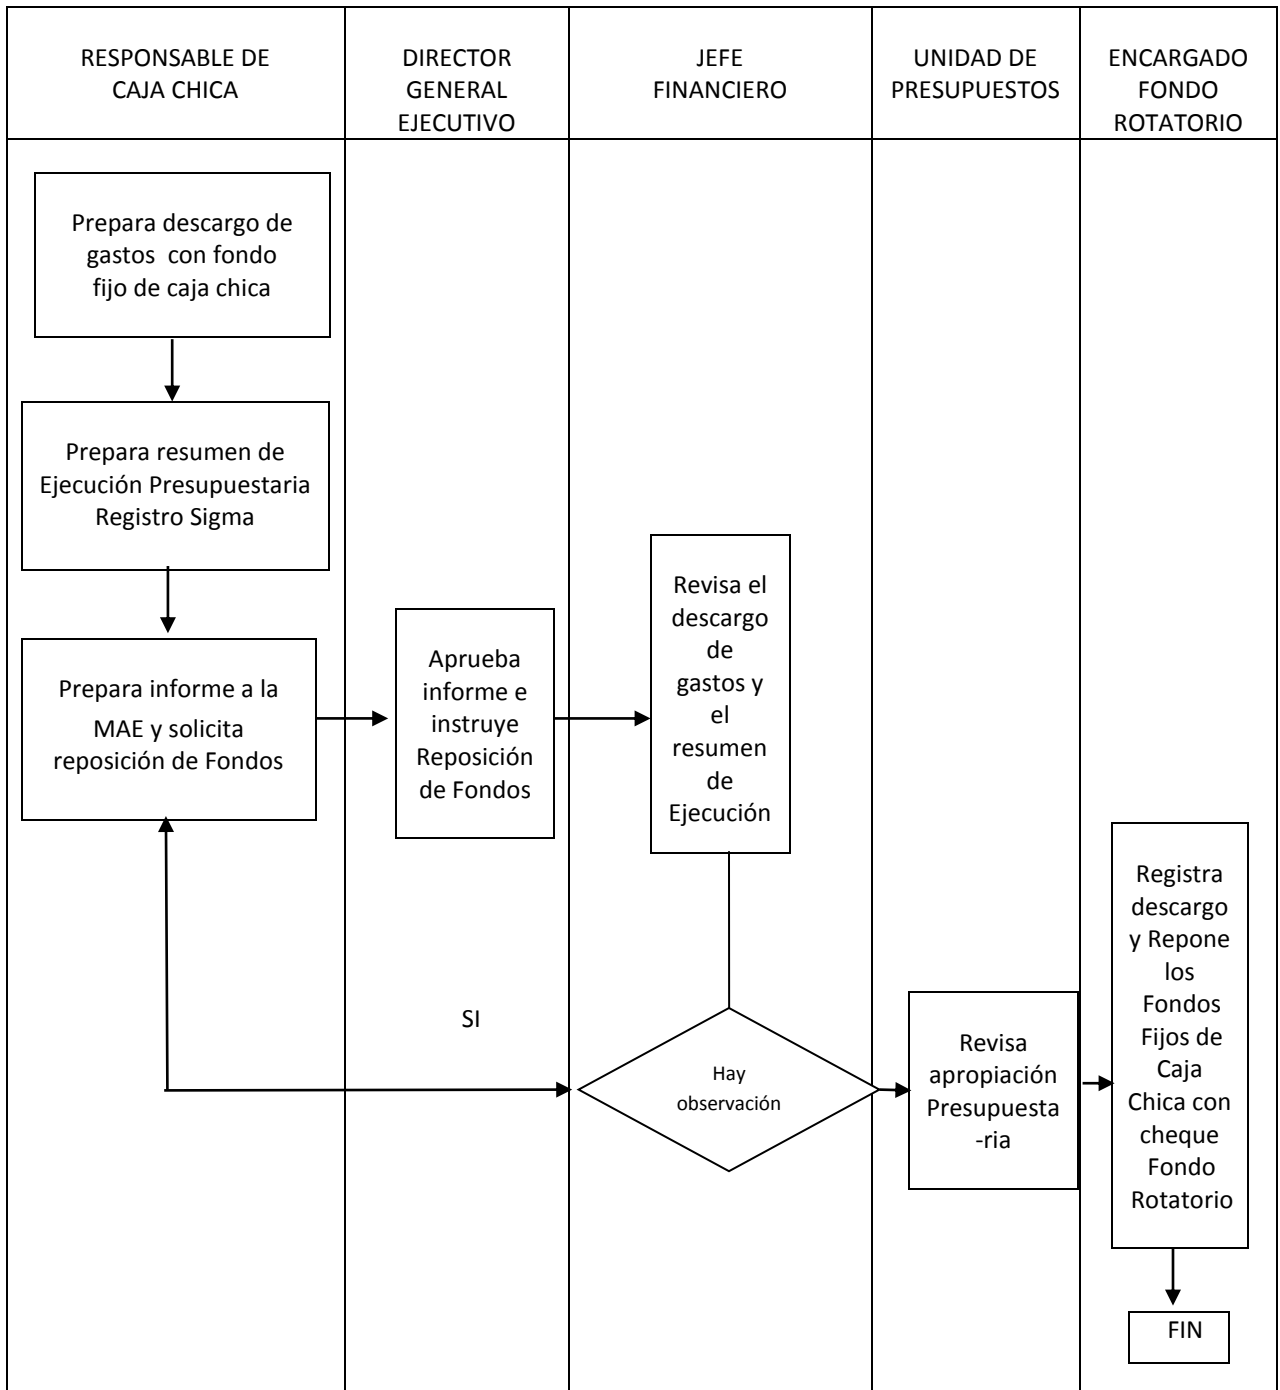 RESPONSABLE DE
CAJA CHICA
DIRECTOR
GENERAL
EJECUTIVO
JEFE
FINANCIERO
UNIDAD DE
PRESUPUESTOS
ENCARGADO
FONDO
ROTATORIO
Prepara descargo de
gastos con fondo
fijo de caja chica
Prepara resumen de
Ejecución Presupuestaria
Registro Sigma
Prepara informe a la
MAE y solicita
reposición de Fondos
Aprueba
informe e
instruye
Reposición
de Fondos
Revisa el
descargo
de
gastos y
el
resumen
de
Ejecución
SI
Hay
observación
Revisa
apropiación
Presupuesta
-ria
Registra
descargo
y Repone
los
Fondos
Fijos de
Caja
Chica con
cheque
Fondo
Rotatorio
FIN